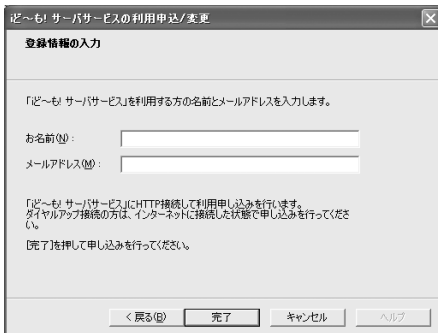 iど～も! サーバサービスの利用申込/変更
登録情報の入力
「iど～も! サーバサービス」を利用する方の名前とメールアドレスを入力します。
お名前(N) :
メールアドレス(M) :
「iど～も! サーバサービス」にHTTP接続して利用申し込みを行います。
ダイヤルアップ接続の方は、インターネットに接続した状態で申し込みを行ってくださ
い。
[完了]を押して申し込みを行ってください。
< 戻る(B) 完了 キャンセル ヘルプ